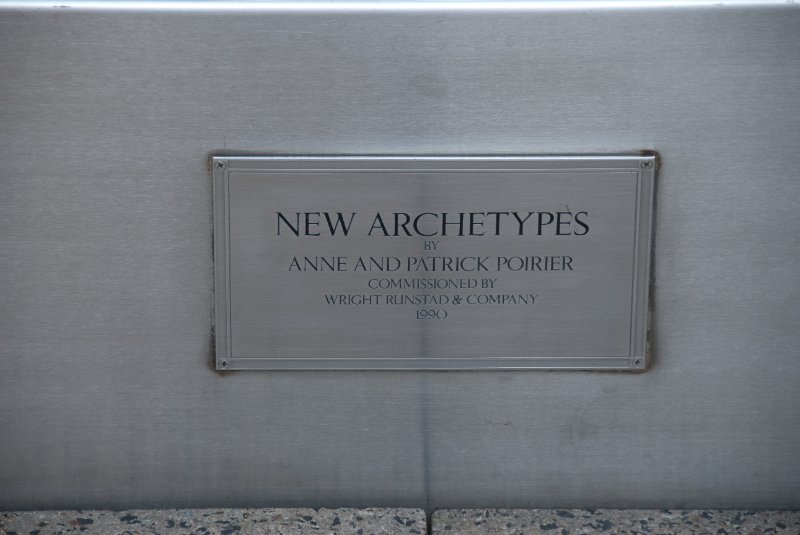 NEW ARCHETYPES
BY
ANNE AND PATRICK POIRIER
COMMISSIONED BY
WRIGHT RUNSTAD & COMPANY
1990